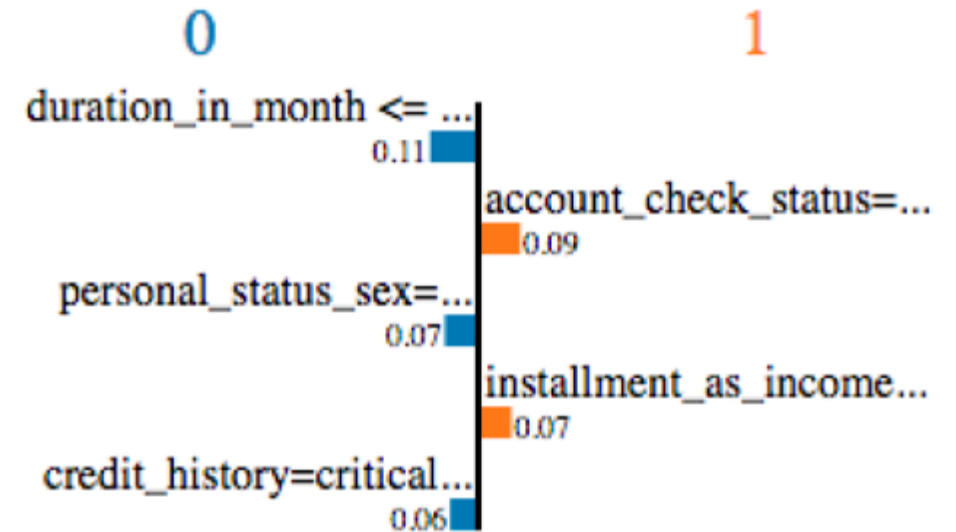 0 1
duration_in_month <= ...
0.11
account_check_status=...
0.09
personal_status_sex=...
0.07
installment_as_income...
0.07
credit_history=critical...
0.06